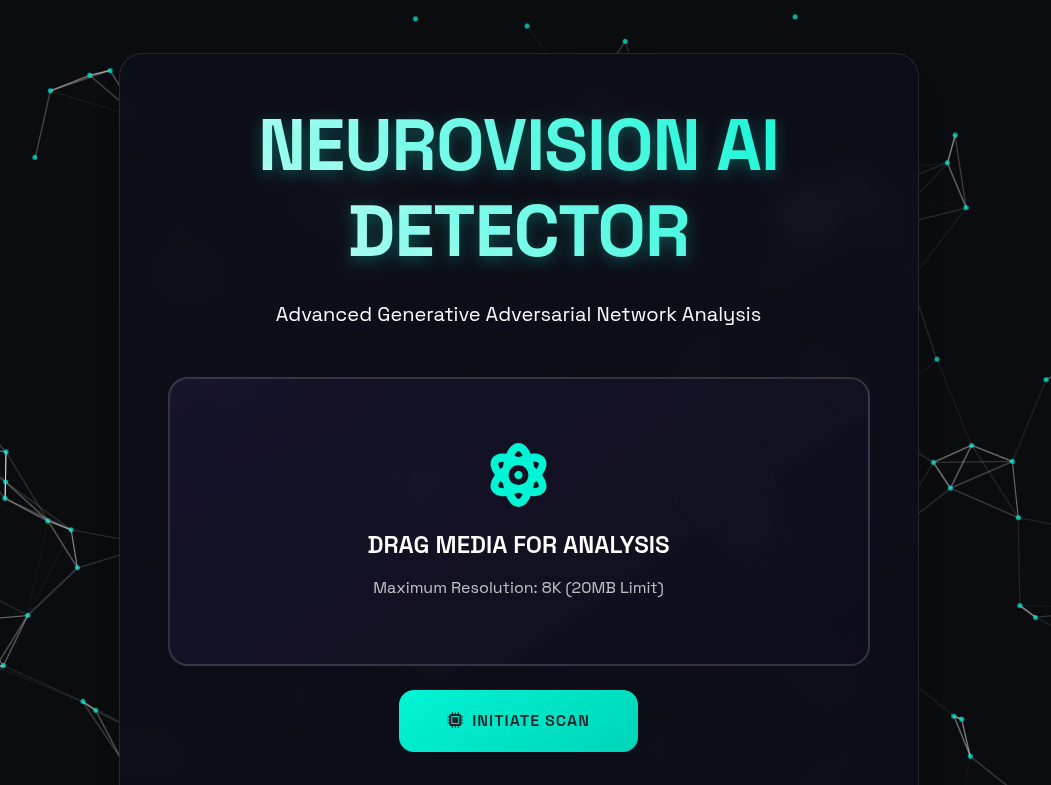 NEUROVISION AI
DETECTOR
Advanced Generative Adversarial Network Analysis
DRAG MEDIA FOR ANALYSIS
Maximum Resolution: 8K (20MB Limit)
INITIATE SCAN